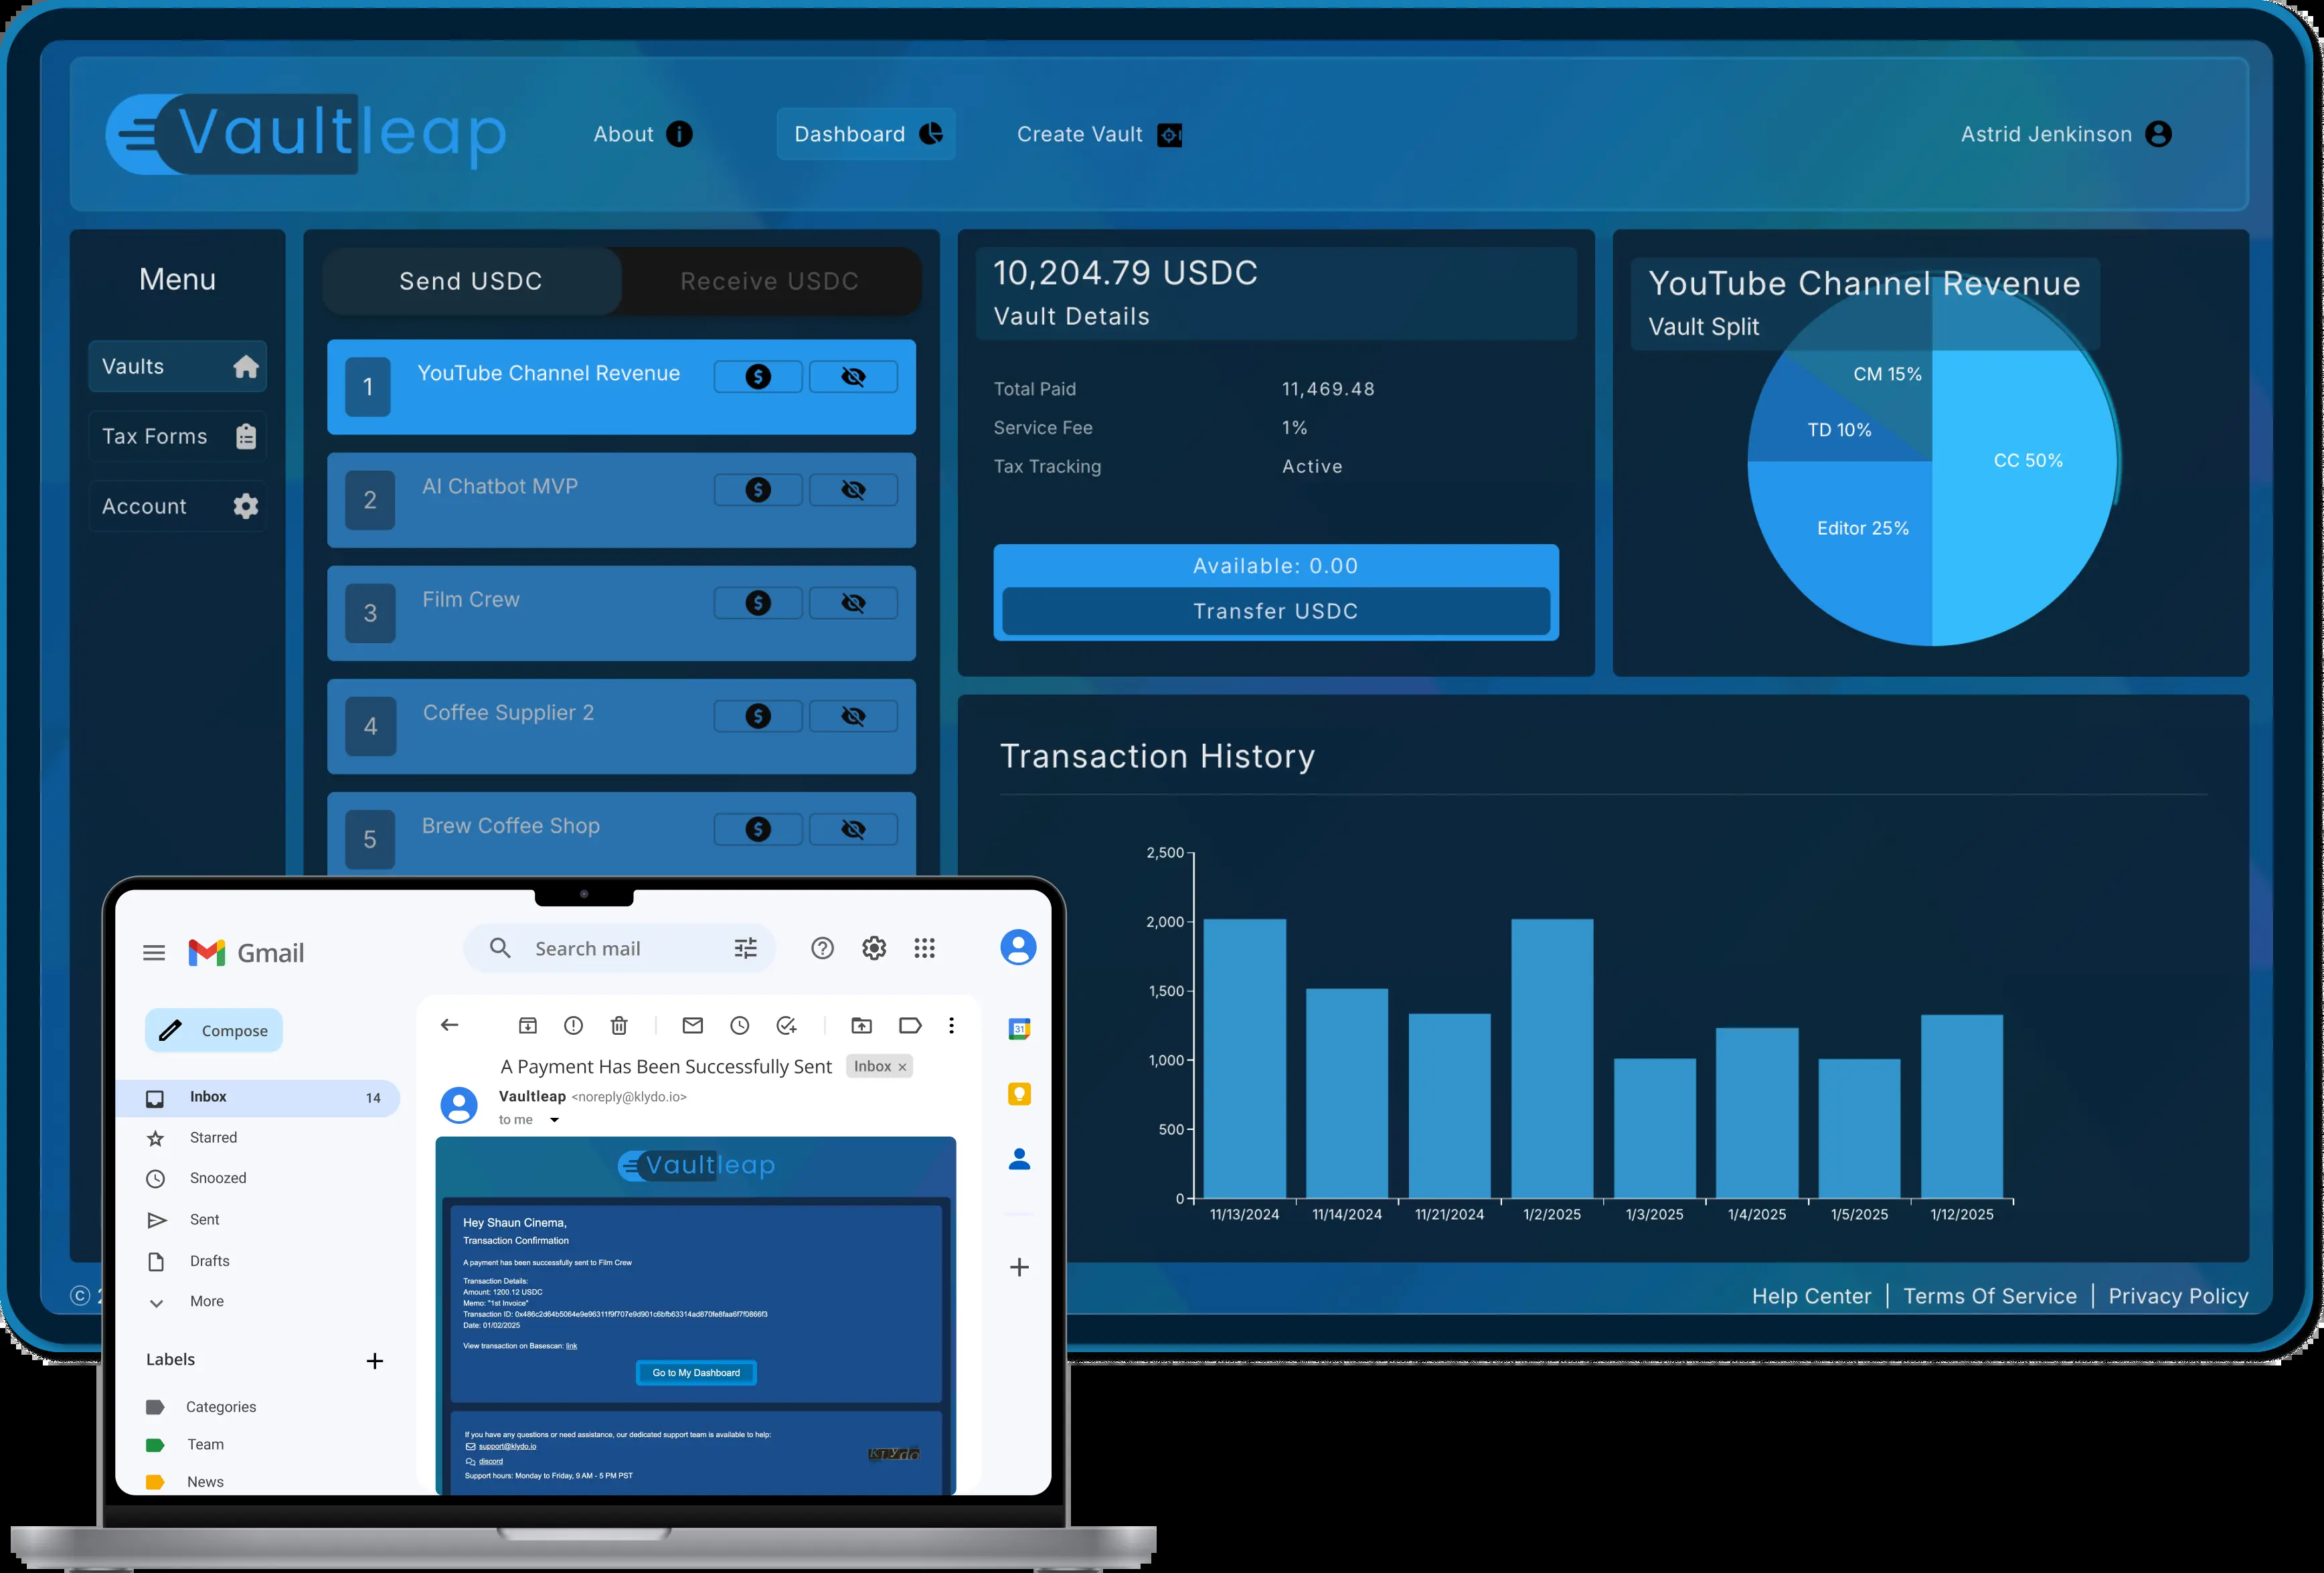 Vaultleap
About
Dashboard
Create Vault
Astrid Jenkinson
Menu
Vaults
Tax Forms
Account
Send USDC
Receive USDC
1
YouTube Channel Revenue
2
AI Chatbot MVP
3
Film Crew
4
Coffee Supplier 2
5
Brew Coffee Shop
10,204.79 USDC
Vault Details
Total Paid 11,469.48
Service Fee 1%
Tax Tracking Active
Available: 0.00
Transfer USDC
YouTube Channel Revenue
Vault Split
CM 15%
TD 10%
CC 50%
Editor 25%
Transaction History
2,500
2,000
1,500
1,000
500
0
11/13/2024 11/14/2024 11/21/2024 1/2/2025 1/3/2025 1/4/2025 1/5/2025 1/12/2025
©
Help Center | Terms Of Service | Privacy Policy
Gmail
Search mail
Compose
Inbox 14
Starred
Snoozed
Sent
Drafts
More
Labels
Categories
Team
News
31
A Payment Has Been Successfully Sent Inbox ×
Vaultleap <noreply@klydo.io>
to me
Vaultleap
Hey Shaun Cinema,
Transaction Confirmation
A payment has been successfully sent to Film Crew
Transaction Details:
Amount: 1200.12 USDC
Memo: "1st Invoice"
Transaction ID:
Date: 01/02/2025
View transaction on Basescan: link
Go to My Dashboard
If you have any questions or need assistance, our dedicated support team is available to help:
support@klydo.io
discord
Support hours: Monday to Friday, 9 AM - 5 PM PST
Klydo